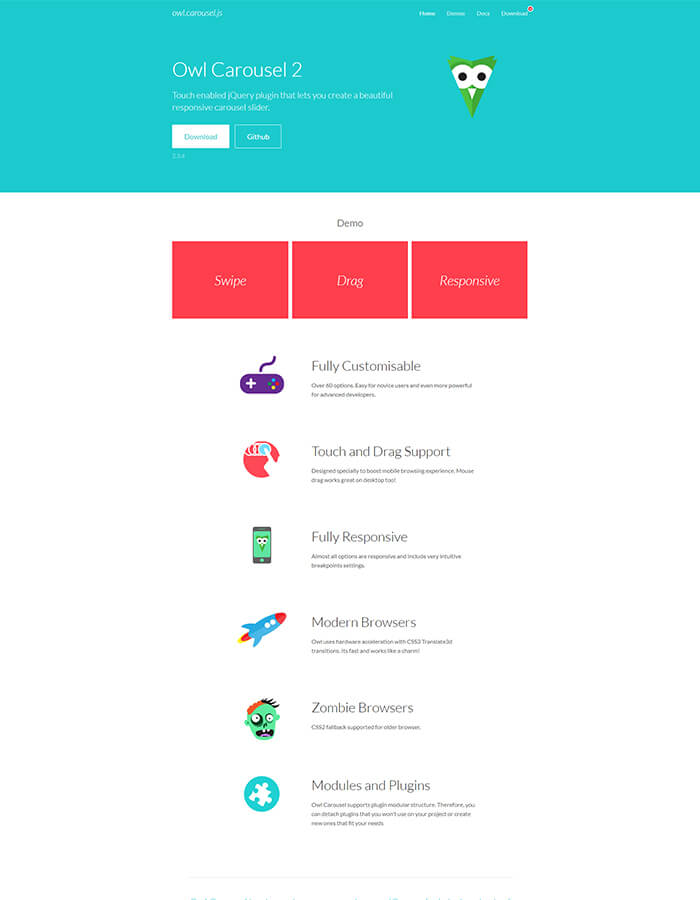 owl.carousel.js
Home Demos Docs Download
Owl Carousel 2
Touch enabled jQuery plugin that lets you create a beautiful
responsive carousel slider.
Download Github
2.3.4
Demo
Swipe Drag Responsive
Fully Customisable
Over 60 options. Easy for novice users and even more powerful
for advanced developers.
Touch and Drag Support
Designed specially to boost mobile browsing experience. Mouse
drag works great on desktop too!
Fully Responsive
Almost all options are responsive and include very intuitive
breakpoints settings.
Modern Browsers
Owl uses hardware acceleration with CSS3 Translate3d
transitions. Its fast and works like a charm!
Zombie Browsers
CSS2 fallback supported for older browser.
Modules and Plugins
Owl Carousel supports plugin modular structure. Therefore, you
can detach plugins that you won't use on your project or create
new ones that fit your needs